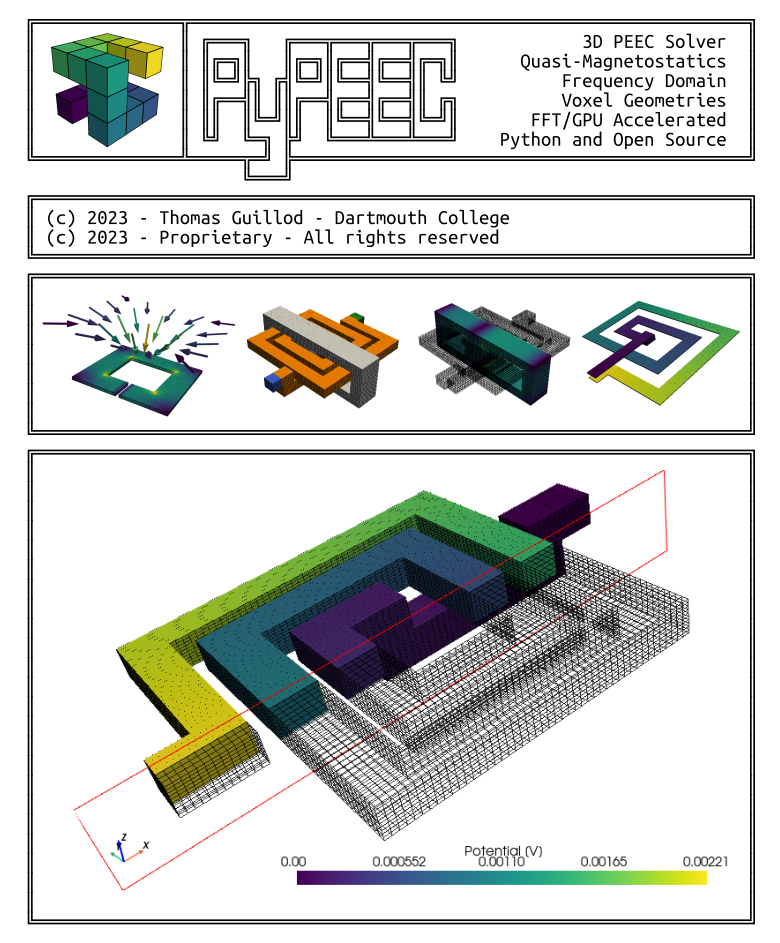 PyPEEC
3D PEEC Solver
Quasi-Magnetostatics
Frequency Domain
Voxel Geometries
FFT/GPU Accelerated
Python and Open Source
(c) 2023 - Thomas Guillod - Dartmouth College
(c) 2023 - Proprietary - All rights reserved
z
x
Potential (V)
0.00 0.000552 0.00110 0.00165 0.00221